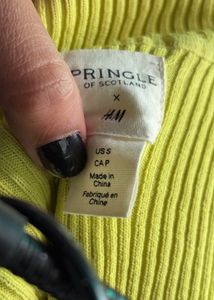 PRINGLE
OF SCOTLAND
×
H&M
US S
CA P
Made in
China
Fabriqué en
Chine